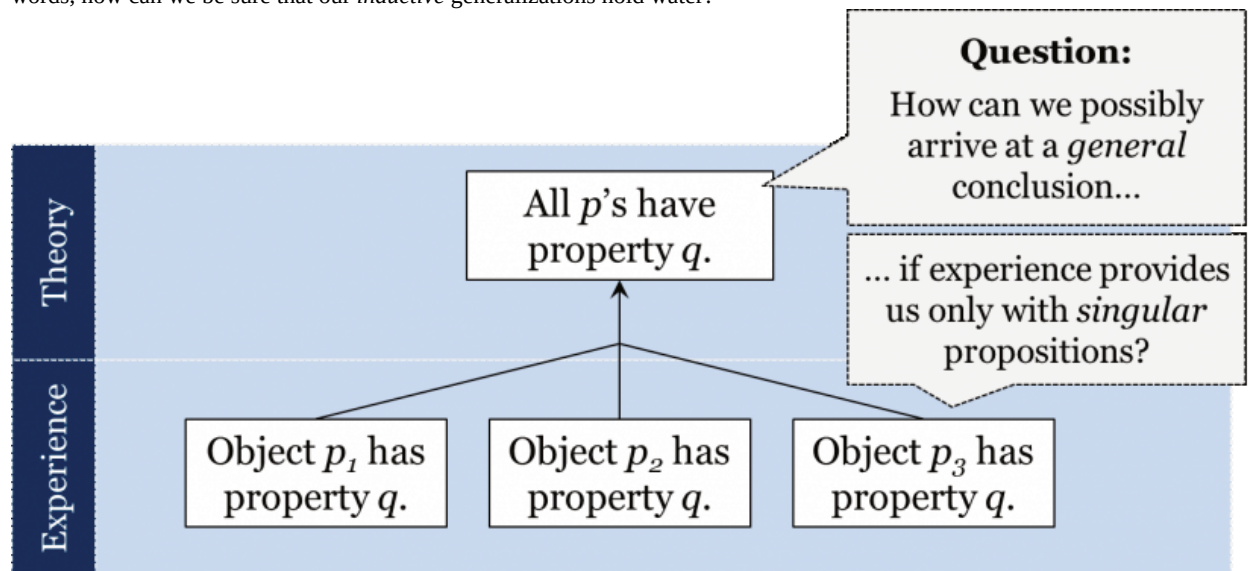 words, how can we be sure that our inductive generalizations hold water?
Question:
How can we possibly
arrive at a general
conclusion...
All p's have
property q.
... if experience provides
us only with singular
propositions?
Theory
Object p₁ has
property q.
Object p₂ has
property q.
Object p₃ has
property q.
Experience